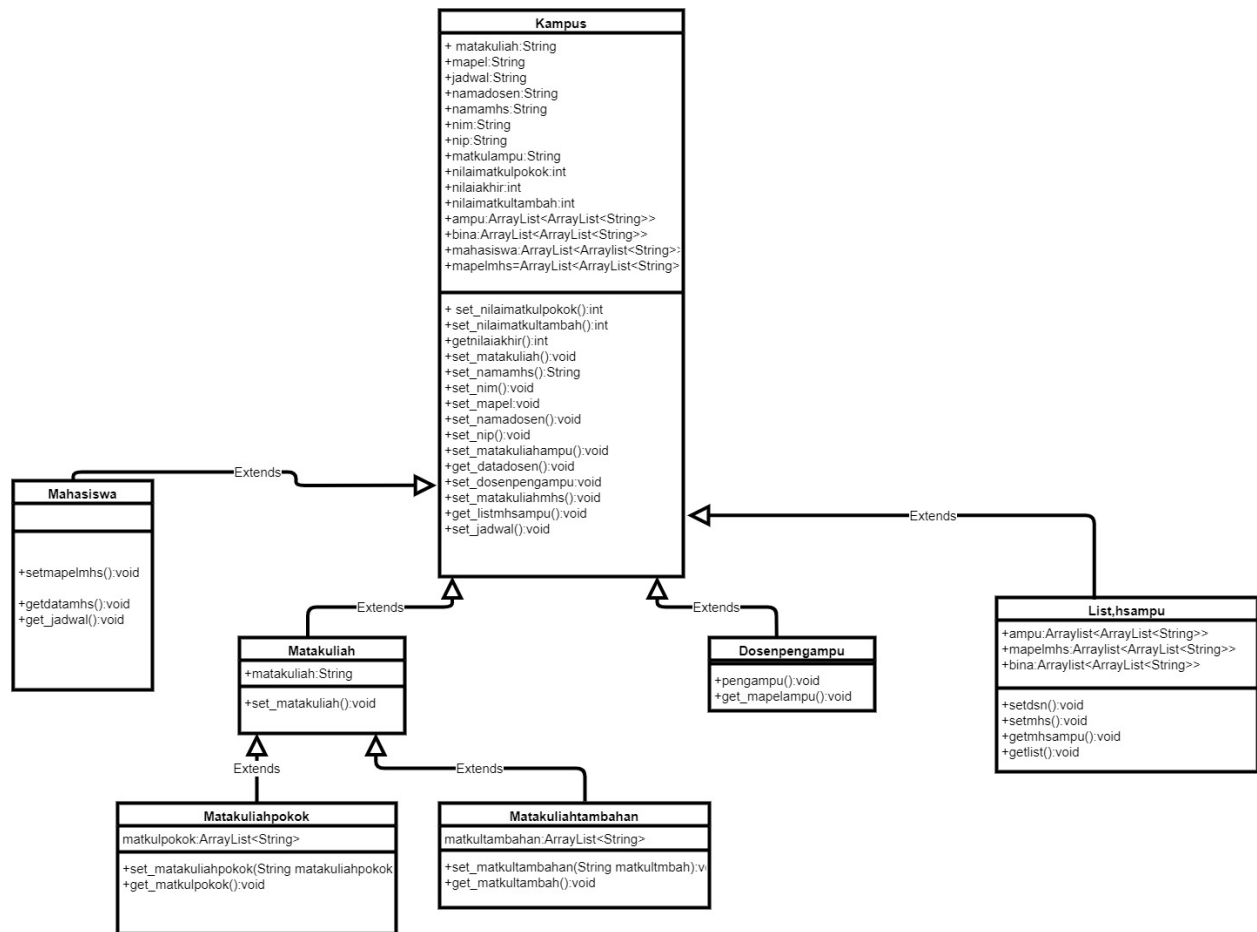 Kampus
+ matakuliah:String
+mapel:String
+jadwal:String
+namadosen:String
+namamhs:String
+nim:String
+nip:String
+matkulampu:String
+nilaimatkulpokok:int
+nilaiakhir:int
+nilaimatkultambah:int
+ampu:ArrayList<ArrayList<String>>
+bina:ArrayList<ArrayList<String>>
+mahasiswa:ArrayList<Arraylist<String>>
+mapelmhs=ArrayList<ArrayList<String>
+ set_nilaimatkulpokok():int
+set_nilaimatkultambah():int
+getnilaiakhir():int
+set_matakuliah():void
+set_namamhs():String
+set_nim():void
+set_mapel:void
+set_namadosen():void
+set_nip():void
+set_matakuliahampu():void
+get_datadosen():void
+set_dosenpengampu:void
+set_matakuliahmhs():void
+get_listmhsampu():void
+set_jadwal():void
Extends
Mahasiswa
+setmapelmhs():void
+getdatamhs():void
+get_jadwal():void
Extends
List,hsampu
+ampu:Arraylist<ArrayList<String>>
+mapelmhs:Arraylist<ArrayList<String>>
+bina:Arraylist<ArrayList<String>>
+setdsn():void
+setmhs():void
+getmhsampu():void
+getlist():void
Extends
Matakuliah
+matakuliah:String
+set_matakuliah():void
Extends
Dosenpengampu
+pengampu():void
+get_mapelampu():void
Extends
Matakuliahpokok
matkulpokok:ArrayList<String>
+set_matakuliahpokok(String matakuliahpokok
+get_matkulpokok():void
Extends
Matakuliahtambahan
matkultambahan:ArrayList<String>
+set_matkultambahan(String matkultmbah):v
+get_matkultambah():void